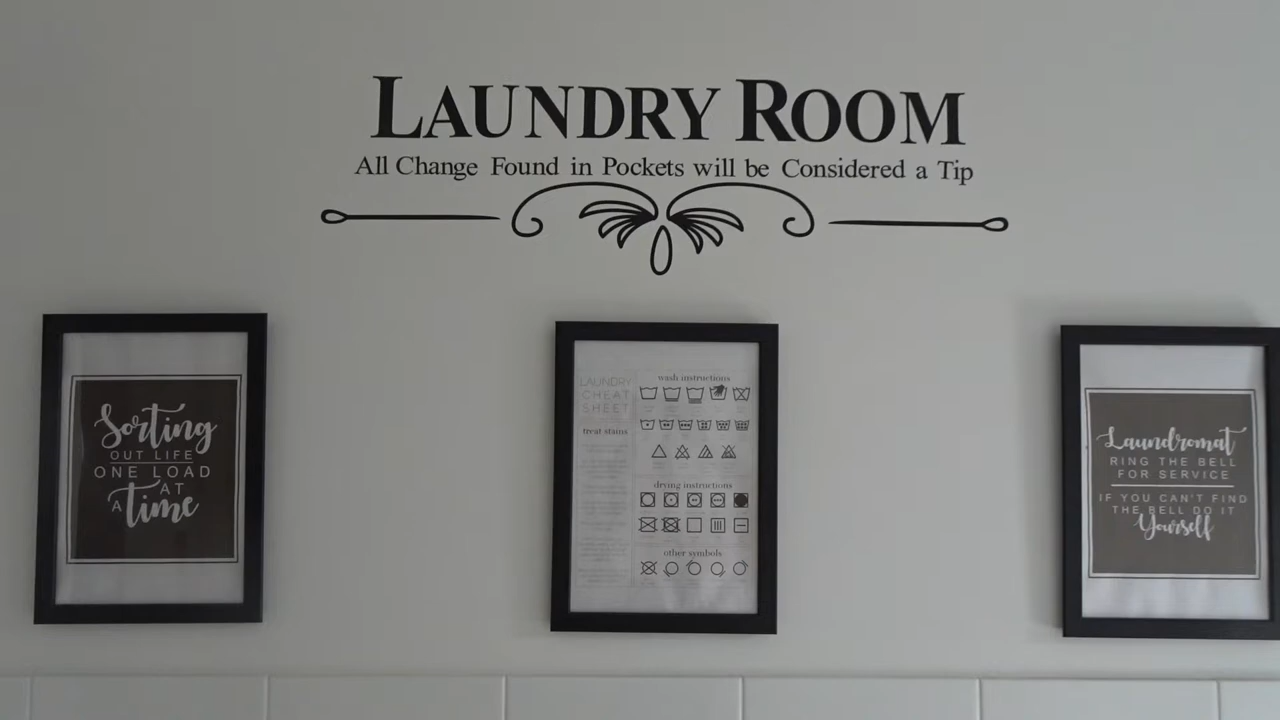 LAUNDRY ROOM
All Change Found in Pockets will be Considered a Tip
Sorting
OUT LIFE
ONE LOAD
AT
A time
LAUNDRY
CHEAT
SHEET
treat stains
wash instructions
drying instructions
other symbols
Laundromat
RING THE BELL
FOR SERVICE
IF YOU CAN'T FIND
THE BELL DO IT
Yourself